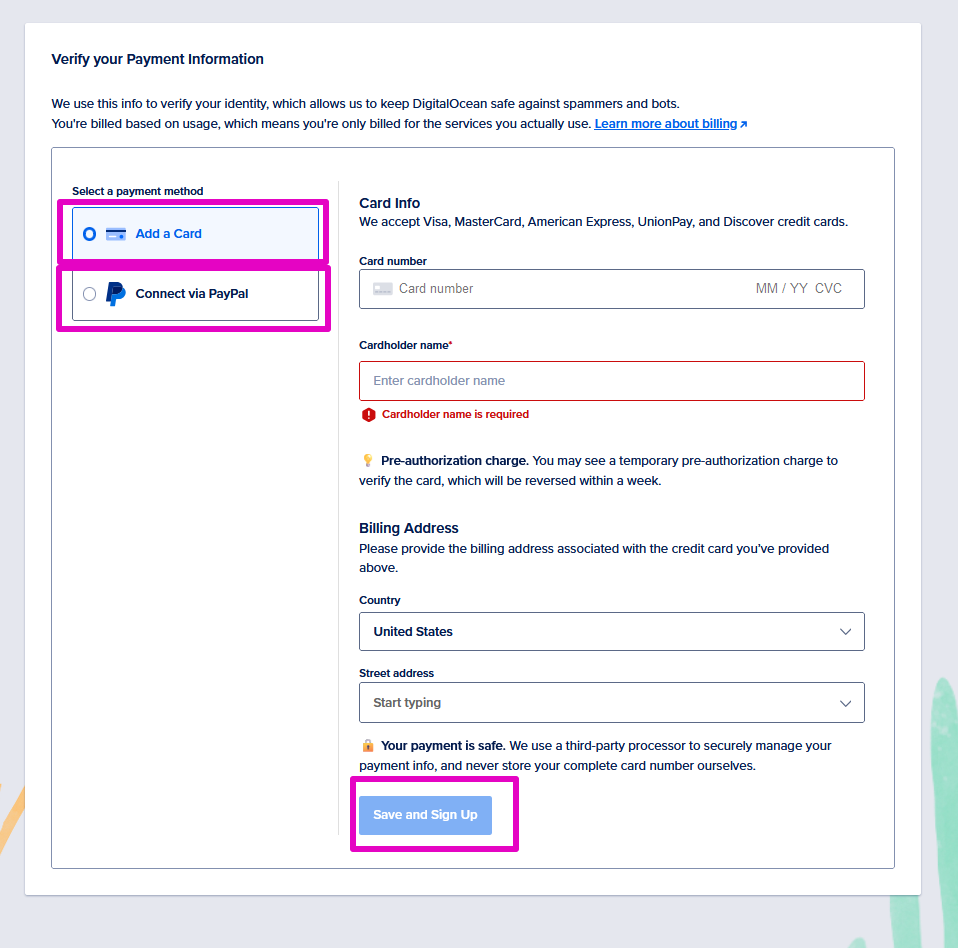 Verify your Payment Information
We use this info to verify your identity, which allows us to keep DigitalOcean safe against spammers and bots.
You're billed based on usage, which means you're only billed for the services you actually use. Learn more about billing
Select a payment method
Add a Card
Connect via PayPal
Card Info
We accept Visa, MasterCard, American Express, UnionPay, and Discover credit cards.
Card number
Card number MM / YY CVC
Cardholder name*
Enter cardholder name
Cardholder name is required
Pre-authorization charge. You may see a temporary pre-authorization charge to
verify the card, which will be reversed within a week.
Billing Address
Please provide the billing address associated with the credit card you've provided
above.
Country
United States
Street address
Start typing
Your payment is safe. We use a third-party processor to securely manage your
payment info, and never store your complete card number ourselves.
Save and Sign Up